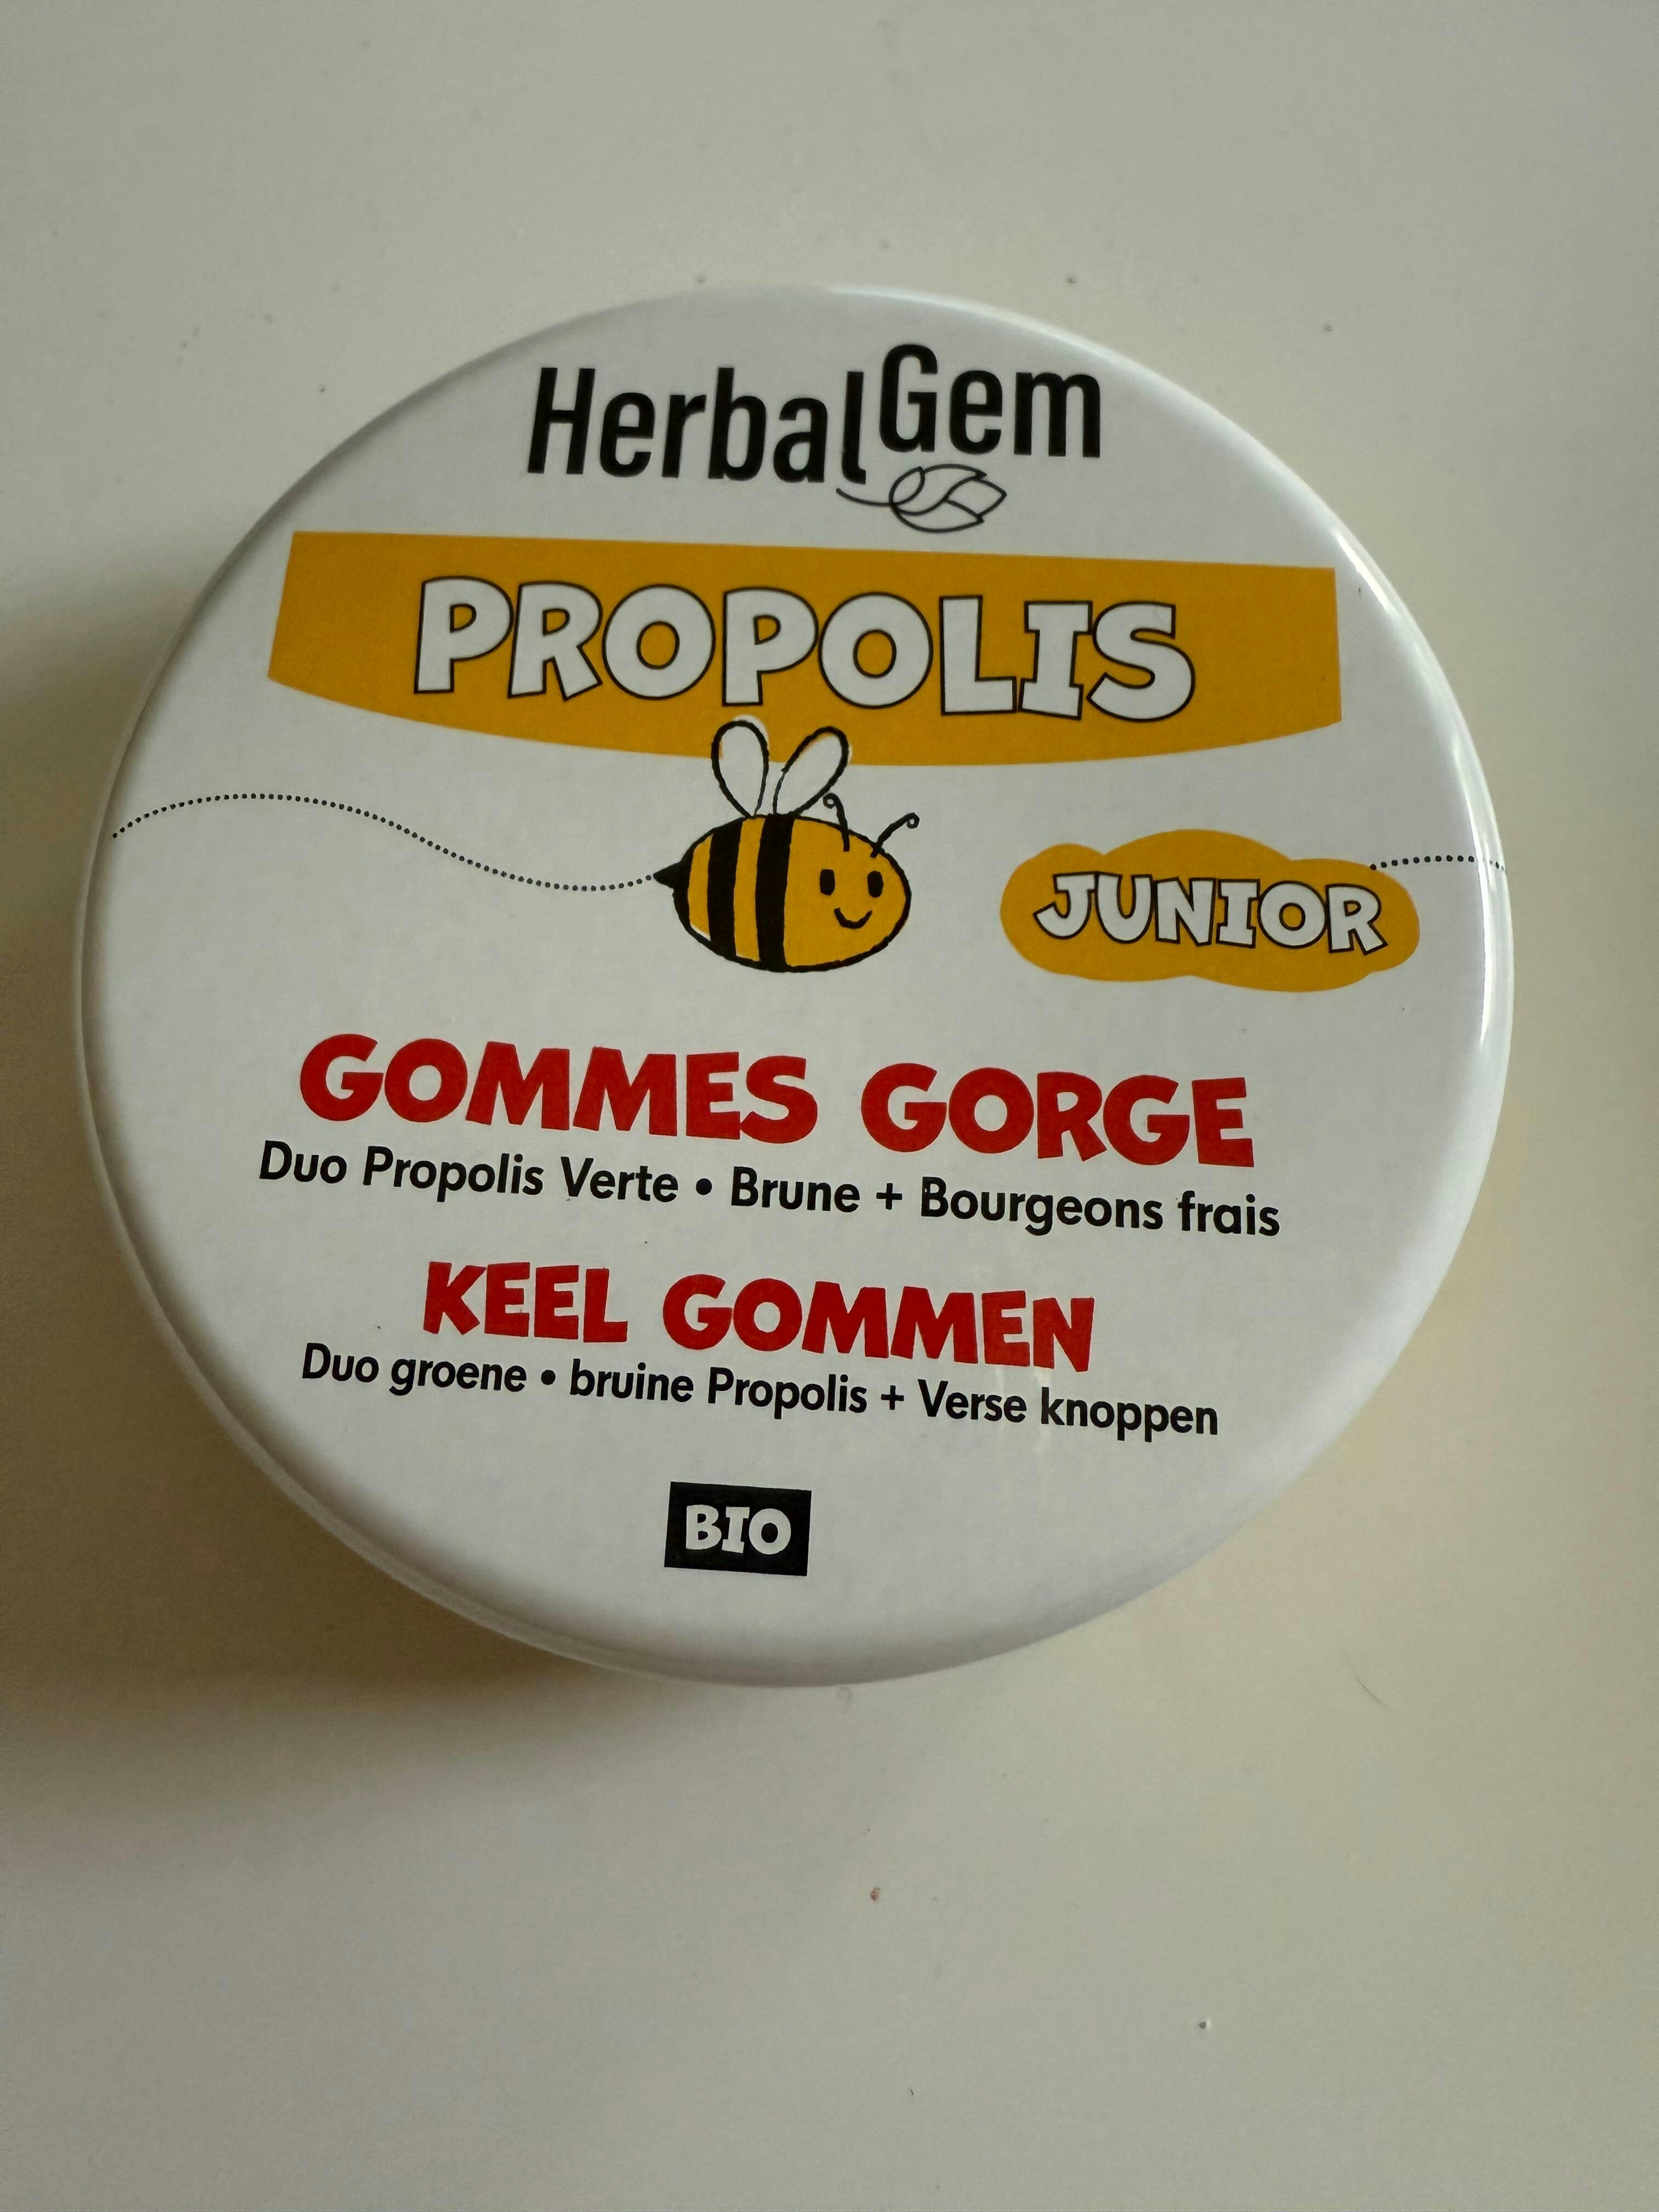 HerbalGem
PROPOLIS
JUNIOR
GOMMES GORGE
Duo Propolis Verte • Brune + Bourgeons frais
KEEL GOMMEN
Duo groene • bruine Propolis + Verse knoppen
BIO